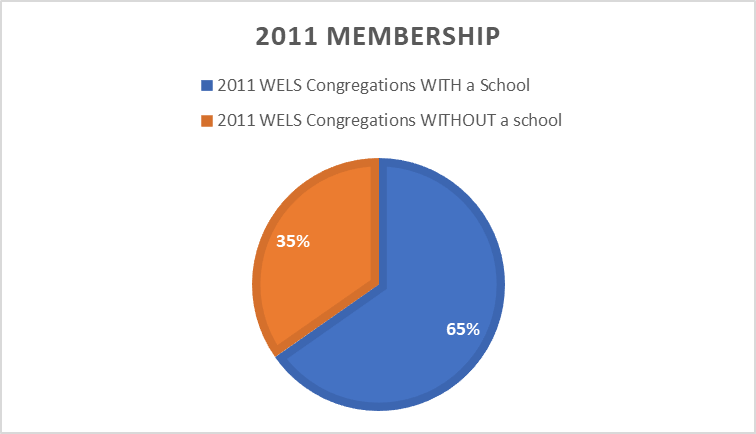 2011 MEMBERSHIP
2011 WELS Congregations WITH a School
2011 WELS Congregations WITHOUT a school
35%
65%